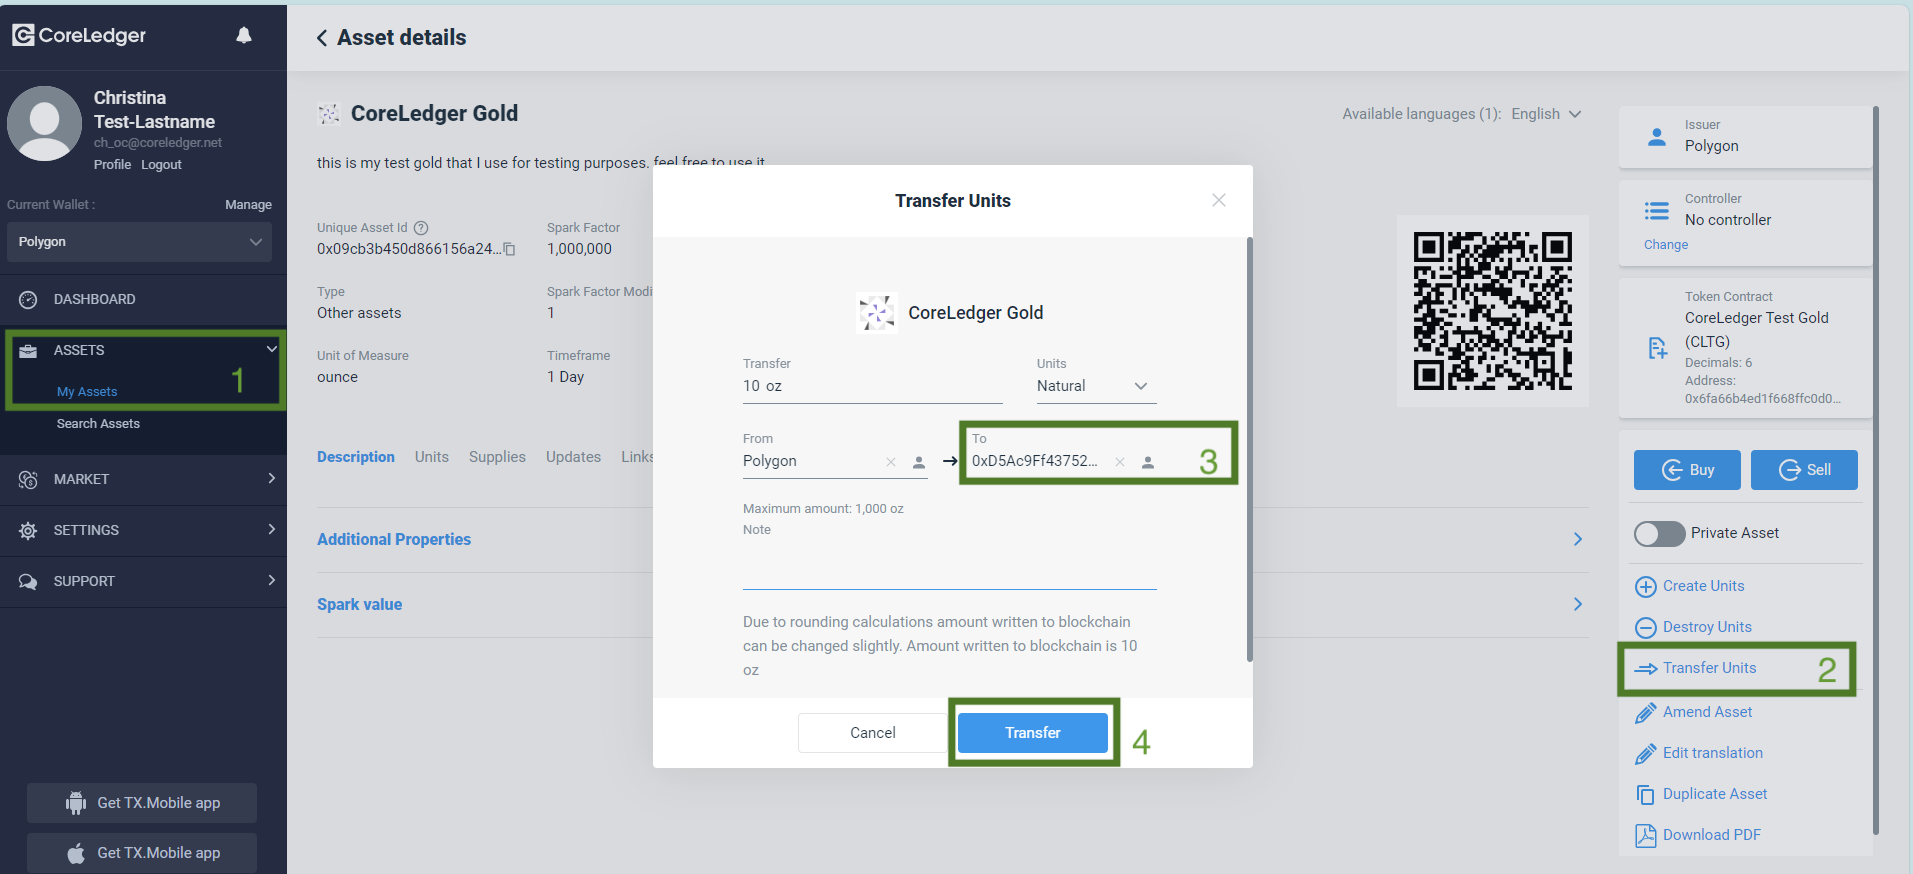 CoreLedger
Christina
Test-Lastname
ch_oc@coreledger.net
Profile Logout
Current Wallet :
Manage
Polygon
DASHBOARD
ASSETS
1
My Assets
Search Assets
MARKET
SETTINGS
SUPPORT
Get TX.Mobile app
Get TX.Mobile app
Asset details
CoreLedger Gold
Available languages (1): English
this is my test gold that I use for testing purposes. feel free to use it
Unique Asset Id ?
0x09cb3b450d866156a24...
Spark Factor
1,000,000
Type
Other assets
Spark Factor Modi
1
Unit of Measure
ounce
Timeframe
1 Day
Description Units Supplies Updates Links
Additional Properties
Spark value
Transfer Units
CoreLedger Gold
Transfer
10 oz
Units
Natural
From
Polygon
To
0xD5Ac9Ff43752...
3
Maximum amount: 1,000 oz
Note
Due to rounding calculations amount written to blockchain
can be changed slightly. Amount written to blockchain is 10
oz
Cancel
Transfer
4
Issuer
Polygon
Controller
No controller
Change
Token Contract
CoreLedger Test Gold
(CLTG)
Decimals: 6
Address:
0x6fa66b4ed1f668ffc0d0...
Buy
Sell
Private Asset
Create Units
Destroy Units
Transfer Units
2
Amend Asset
Edit translation
Duplicate Asset
Download PDF